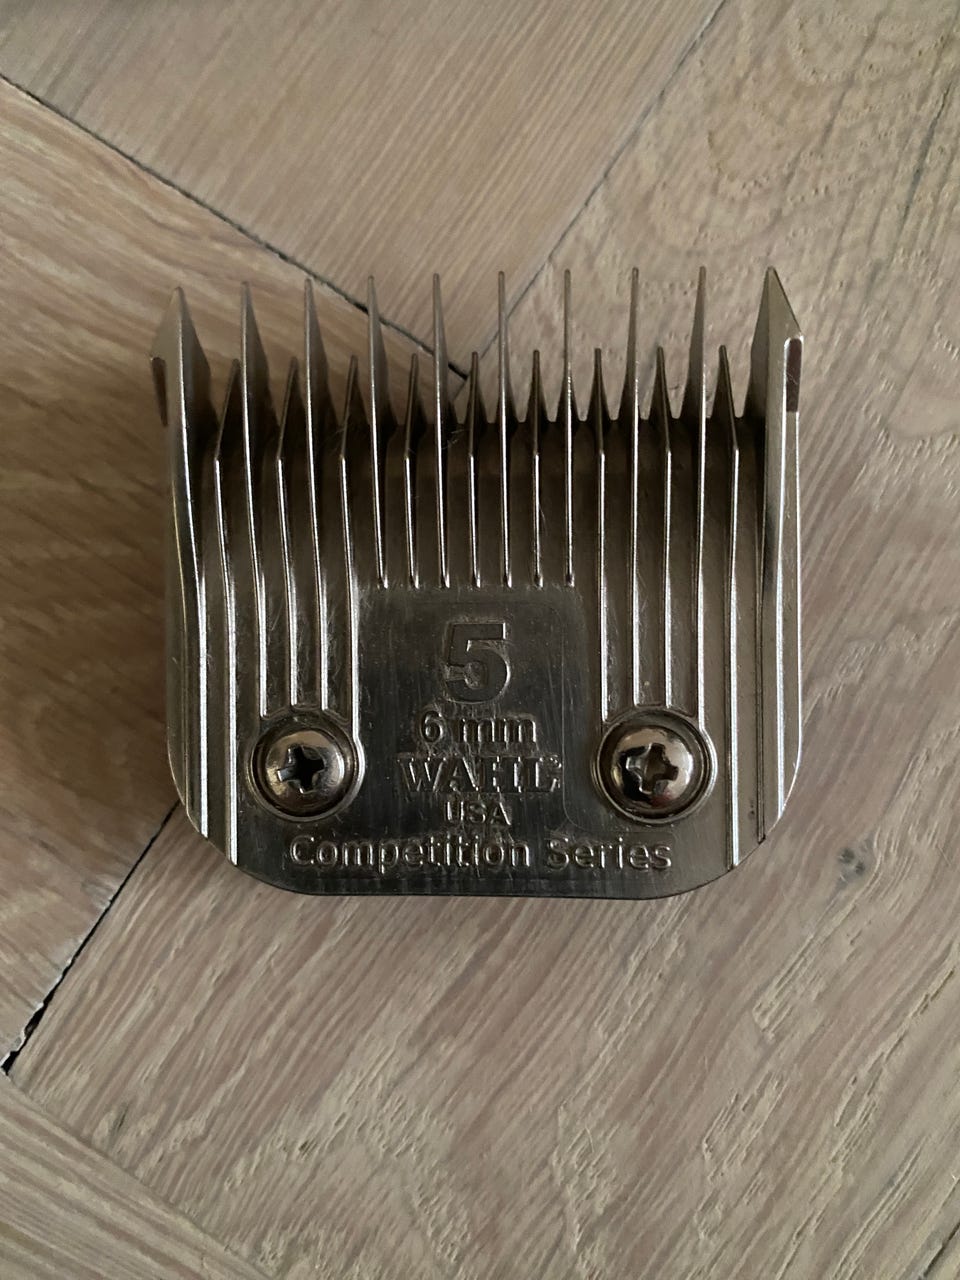 5
6 mm
WAHL
USA
Competition Series